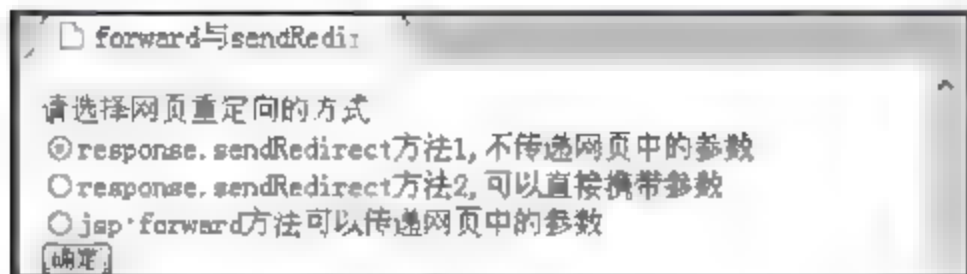 forward与sendRedir
请选择网页重定向的方式
response.sendRedirect方法1,不传递网页中的参数
response.sendRedirect方法2,可以直接携带参数
jsp:forward方法可以传递网页中的参数
确定